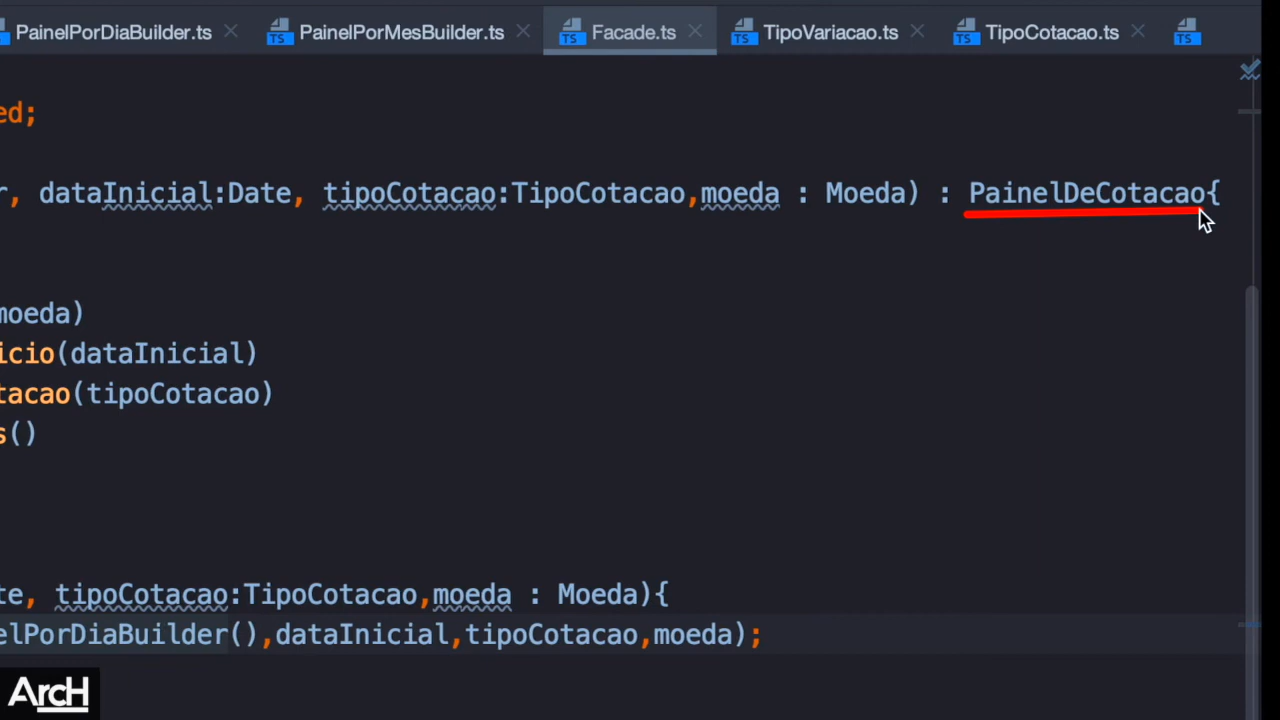 PainelPorDiaBuilder.ts PainelPorMesBuilder.ts Facade.ts TipoVariacao.ts TipoCotacao.ts
ed;
r, dataInicial:Date, tipoCotacao:TipoCotacao,moeda : Moeda) : PainelDeCotacao{
moeda)
icio(dataInicial)
tacao(tipoCotacao)
s()
te, tipoCotacao:TipoCotacao,moeda : Moeda){
elPorDiaBuilder(),dataInicial,tipoCotacao,moeda);
ArcH